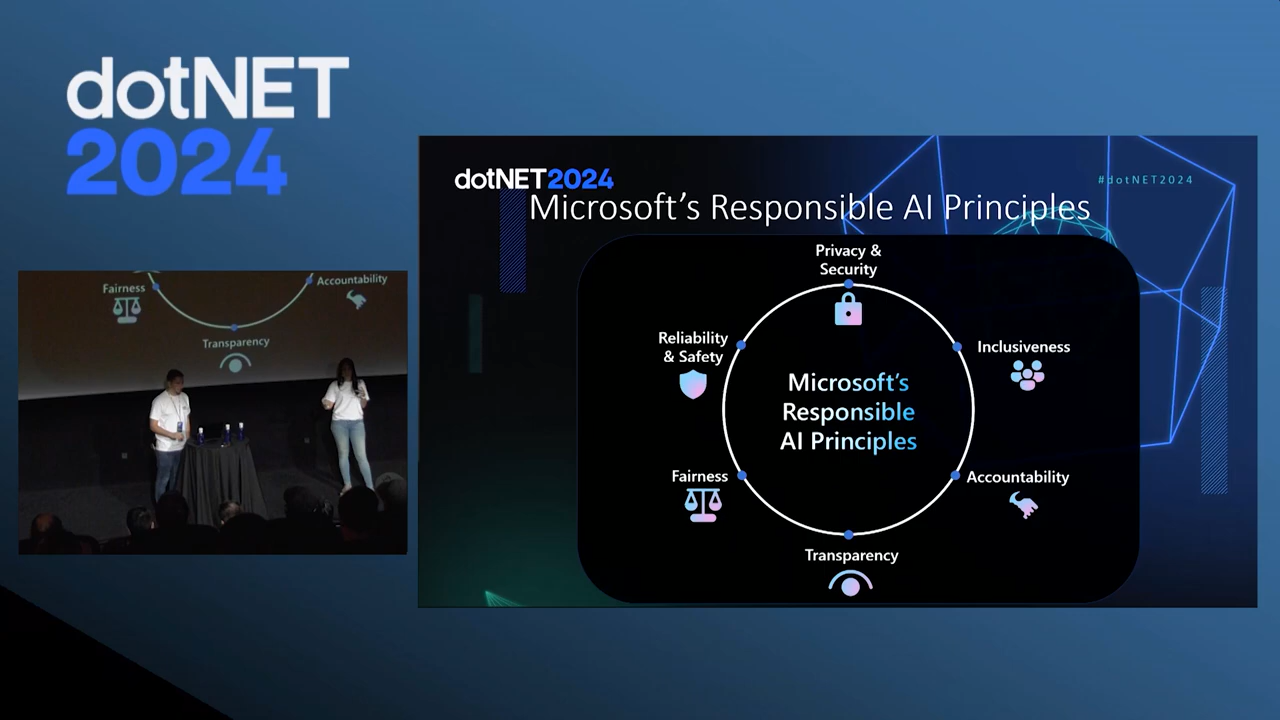 dotNET
2024
Fairness
Accountability
Transparency
dotNET2024
#dotNET2024
Microsoft's Responsible AI Principles
Privacy &
Security
Reliability
& Safety
Inclusiveness
Microsoft's
Responsible
AI Principles
Fairness
Accountability
Transparency